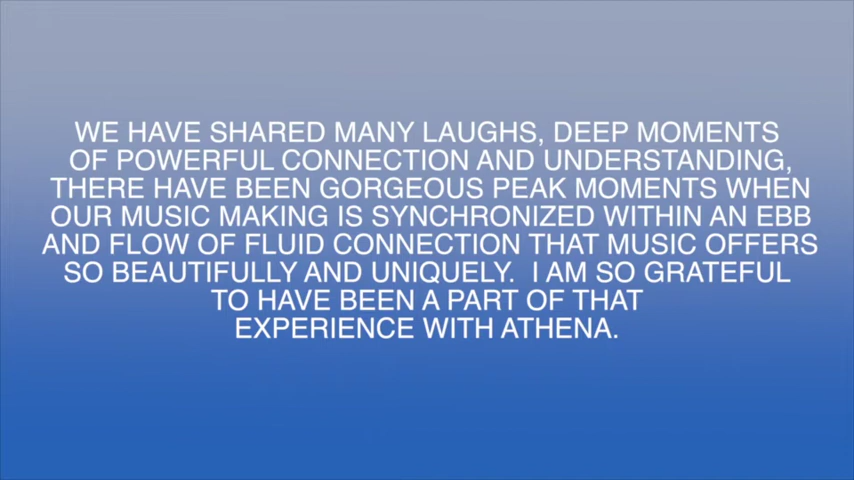 WE HAVE SHARED MANY LAUGHS, DEEP MOMENTS
OF POWERFUL CONNECTION AND UNDERSTANDING,
THERE HAVE BEEN GORGEOUS PEAK MOMENTS WHEN
OUR MUSIC MAKING IS SYNCHRONIZED WITHIN AN EBB
AND FLOW OF FLUID CONNECTION THAT MUSIC OFFERS
SO BEAUTIFULLY AND UNIQUELY.  I AM SO GRATEFUL
TO HAVE BEEN A PART OF THAT
EXPERIENCE WITH ATHENA.